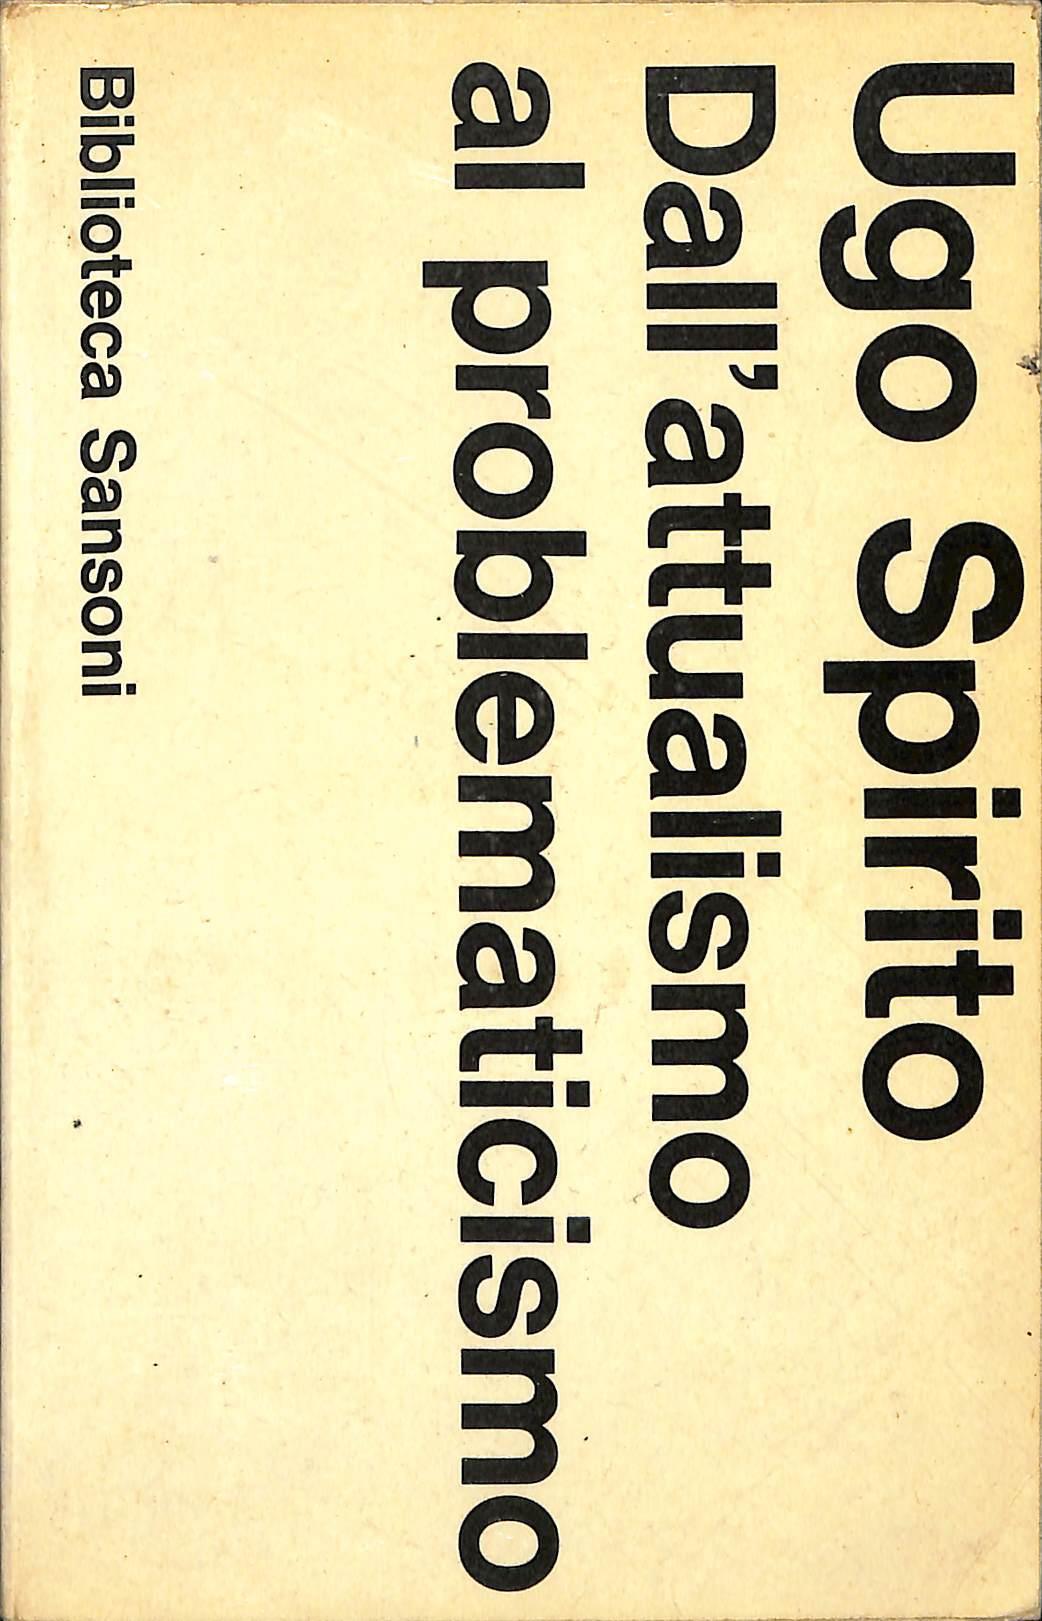 Ugo Spirito
Dall'attualismo
al problematicismo
Biblioteca Sansoni